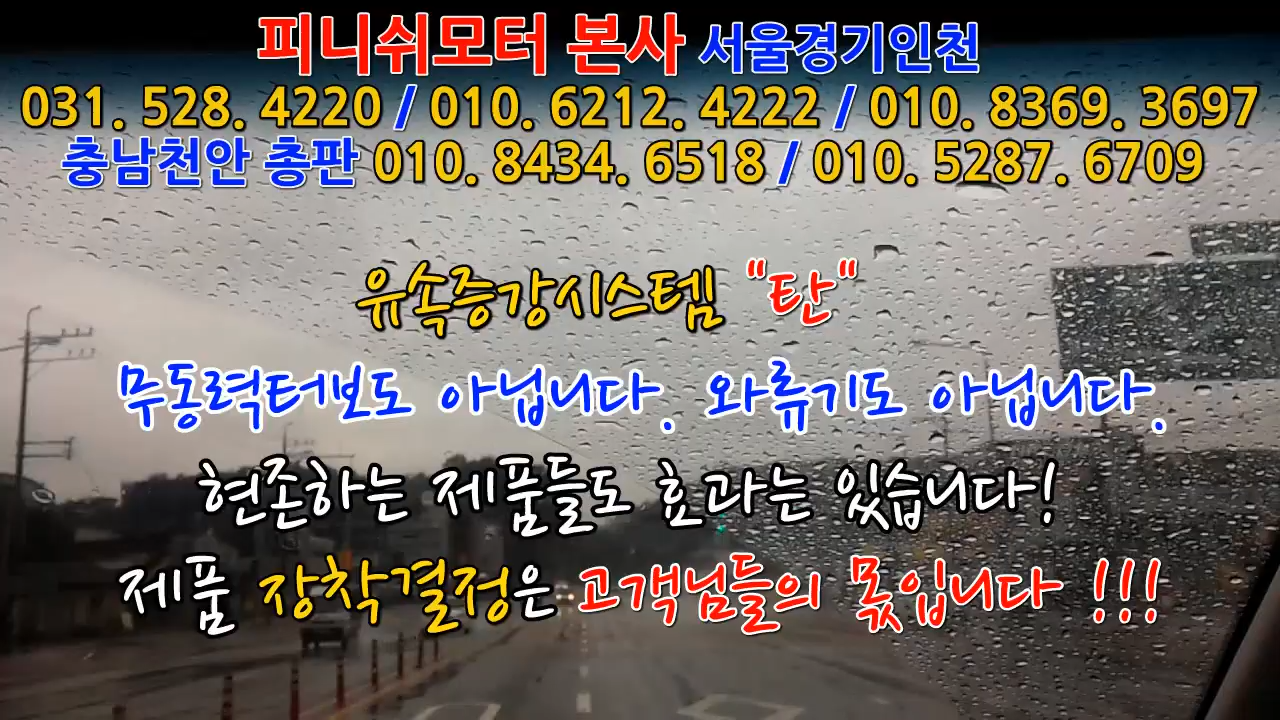 피니쉬모터 본사 서울경기인천
031. 528. 4220 / 010. 6212. 4222 / 010. 8369. 3697
충남천안 총판 010. 8434. 6518 / 010. 5287. 6709
유속증강시스템 "탄"
무동력터보도 아닙니다. 와류기도 아닙니다.
현존하는 제품들도 효과는 있습니다!
제품 장착결정은 고객님들의 몫입니다 !!!